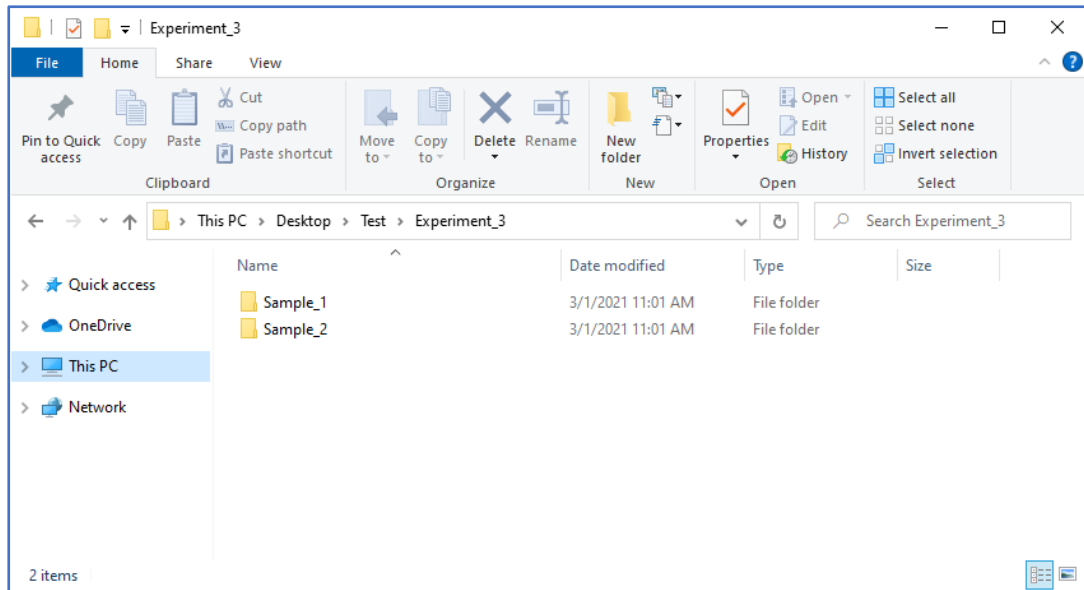 Experiment_3
File Home Share View
Pin to Quick access Copy Paste Cut Copy path Paste shortcut Move to Copy to Delete Rename New folder Properties Open Edit History Select all Select none Invert selection
Clipboard Organize New Open Select
This PC > Desktop > Test > Experiment_3 Search Experiment_3
Name Date modified Type Size
Quick access
OneDrive
This PC
Network
Sample_1 3/1/2021 11:01 AM File folder
Sample_2 3/1/2021 11:01 AM File folder
2 items